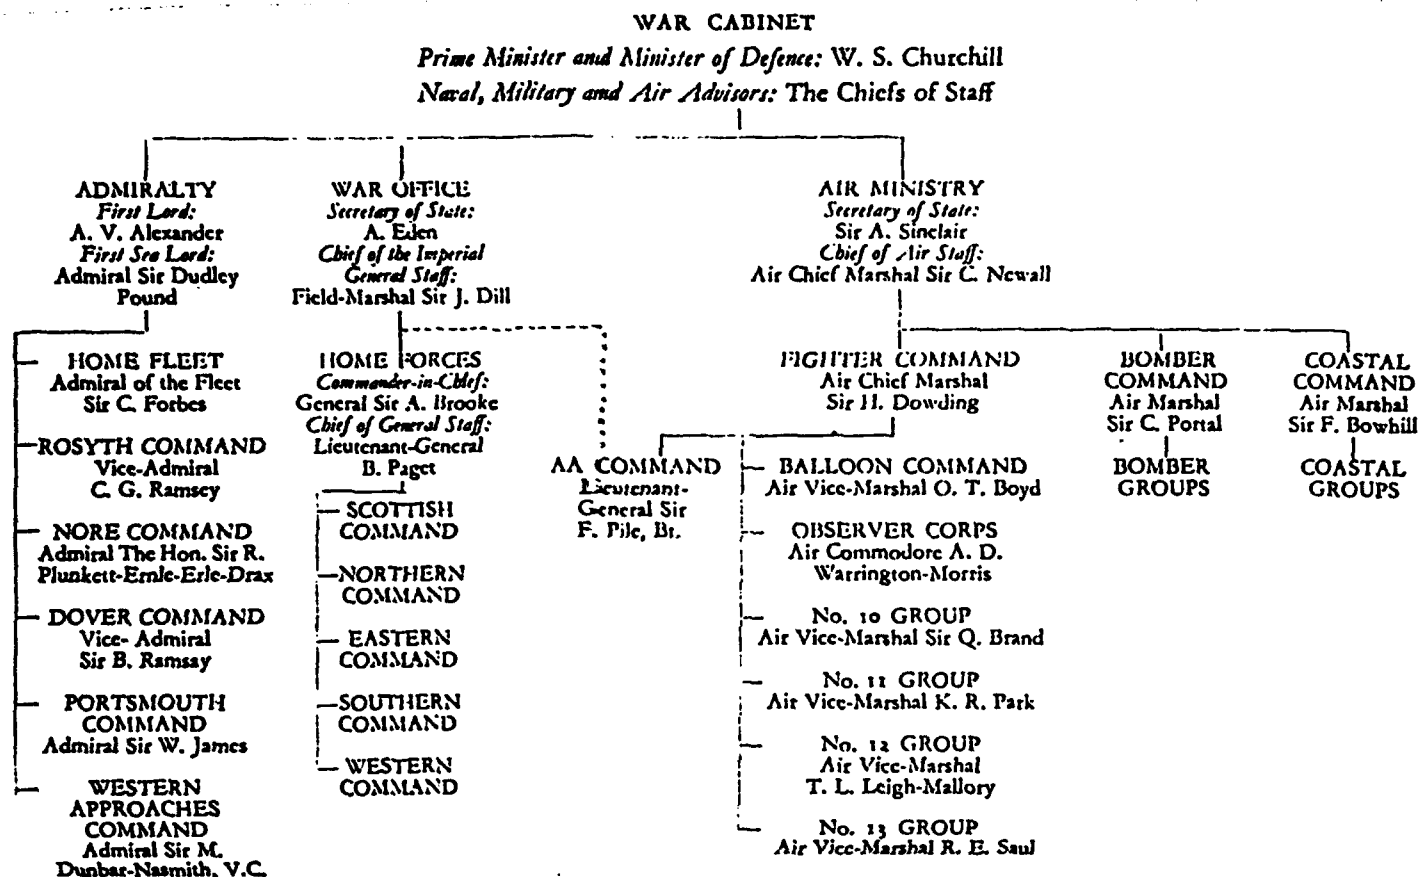 WAR CABINET
Prime Minister and Minister of Defence: W. S. Churchill
Naval, Military and Air Advisors: The Chiefs of Staff
ADMIRALTY
First Lord:
A. V. Alexander
First Sea Lord:
Admiral Sir Dudley
Pound
WAR OFFICE
Secretary of State:
A. Eden
Chief of the Imperial
General Staff:
Field-Marshal Sir J. Dill
AIR MINISTRY
Secretary of State:
Sir A. Sinclair
Chief of Air Staff:
Air Chief Marshal Sir C. Newall
HOME FLEET
Admiral of the Fleet
Sir C. Forbes
ROSYTH COMMAND
Vice-Admiral
C. G. Ramsey
NORE COMMAND
Admiral The Hon. Sir R.
Plunkett-Ernle-Erle-Drax
DOVER COMMAND
Vice- Admiral
Sir B. Ramsay
PORTSMOUTH
COMMAND
Admiral Sir W. James
WESTERN
APPROACHES
COMMAND
Admiral Sir M.
Dunbar-Nasmith, V.C.
HOME FORCES
Commander-in-Chief:
General Sir A. Brooke
Chief of General Staff:
Lieutenant-General
B. Paget
SCOTTISH
COMMAND
NORTHERN
COMMAND
EASTERN
COMMAND
SOUTHERN
COMMAND
WESTERN
COMMAND
AA COMMAND
Lieutenant-
General Sir
F. Pile, Bt.
FIGHTER COMMAND
Air Chief Marshal
Sir H. Dowding
BALLOON COMMAND
Air Vice-Marshal O. T. Boyd
OBSERVER CORPS
Air Commodore A. D.
Warrington-Morris
No. 10 GROUP
Air Vice-Marshal Sir Q. Brand
No. 11 GROUP
Air Vice-Marshal K. R. Park
No. 12 GROUP
Air Vice-Marshal
T. L. Leigh-Mallory
No. 13 GROUP
Air Vice-Marshal R. E. Saul
BOMBER
COMMAND
Air Marshal
Sir C. Portal
BOMBER
GROUPS
COASTAL
COMMAND
Air Marshal
Sir F. Bowhill
COASTAL
GROUPS